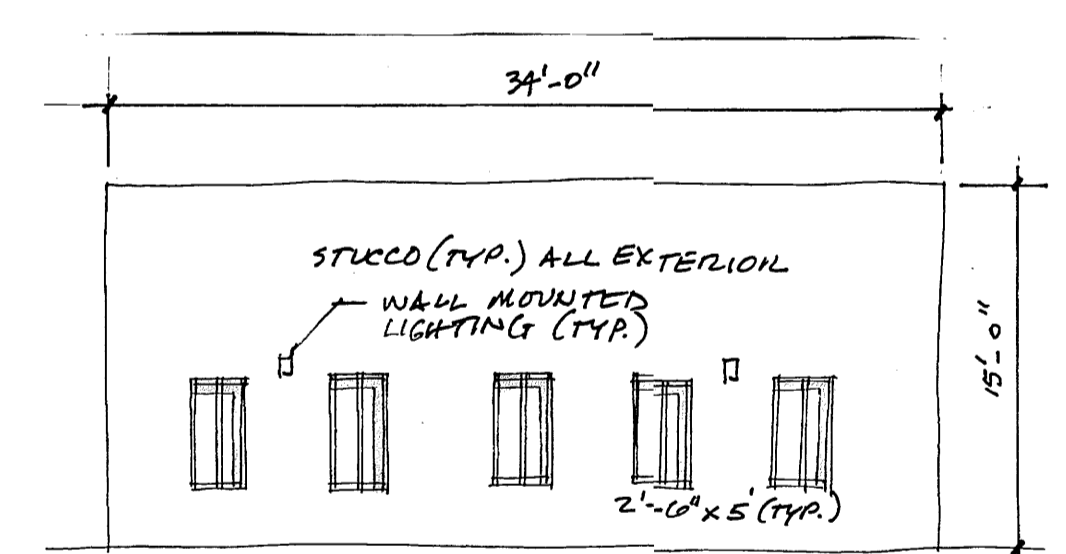 34'-0"
STUCCO (TYP.) ALL EXTERIOR
WALL MOUNTED
LIGHTING (TYP.)
15'-0"
2'-6" x 5' (TYP.)